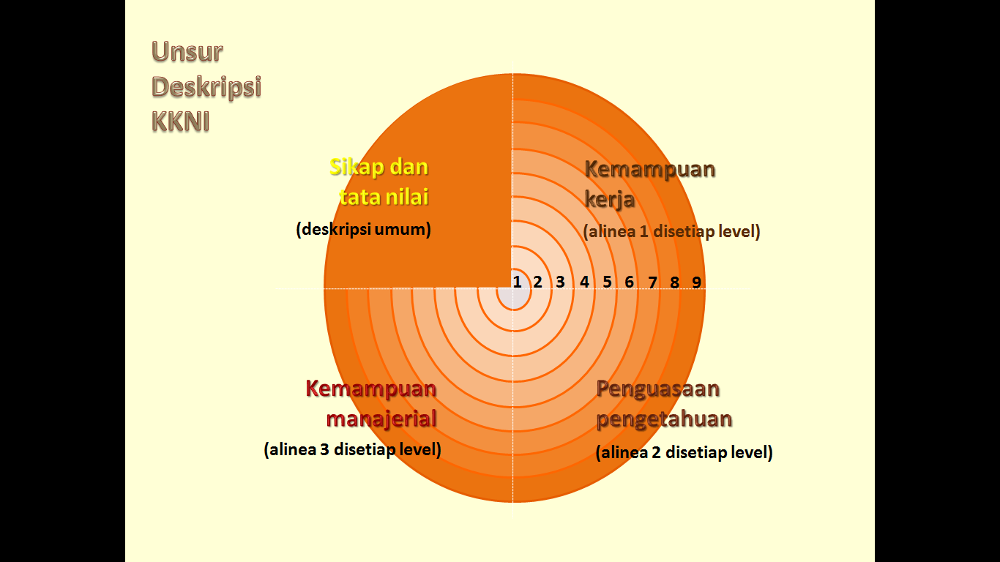 Unsur
Deskripsi
KKNI
Sikap dan
tata nilai
(deskripsi umum)
Kemampuan
kerja
(alinea 1 disetiap level)
1 2 3 4 5 6 7 8 9
Kemampuan
manajerial
(alinea 3 disetiap level)
Penguasaan
pengetahuan
(alinea 2 disetiap level)